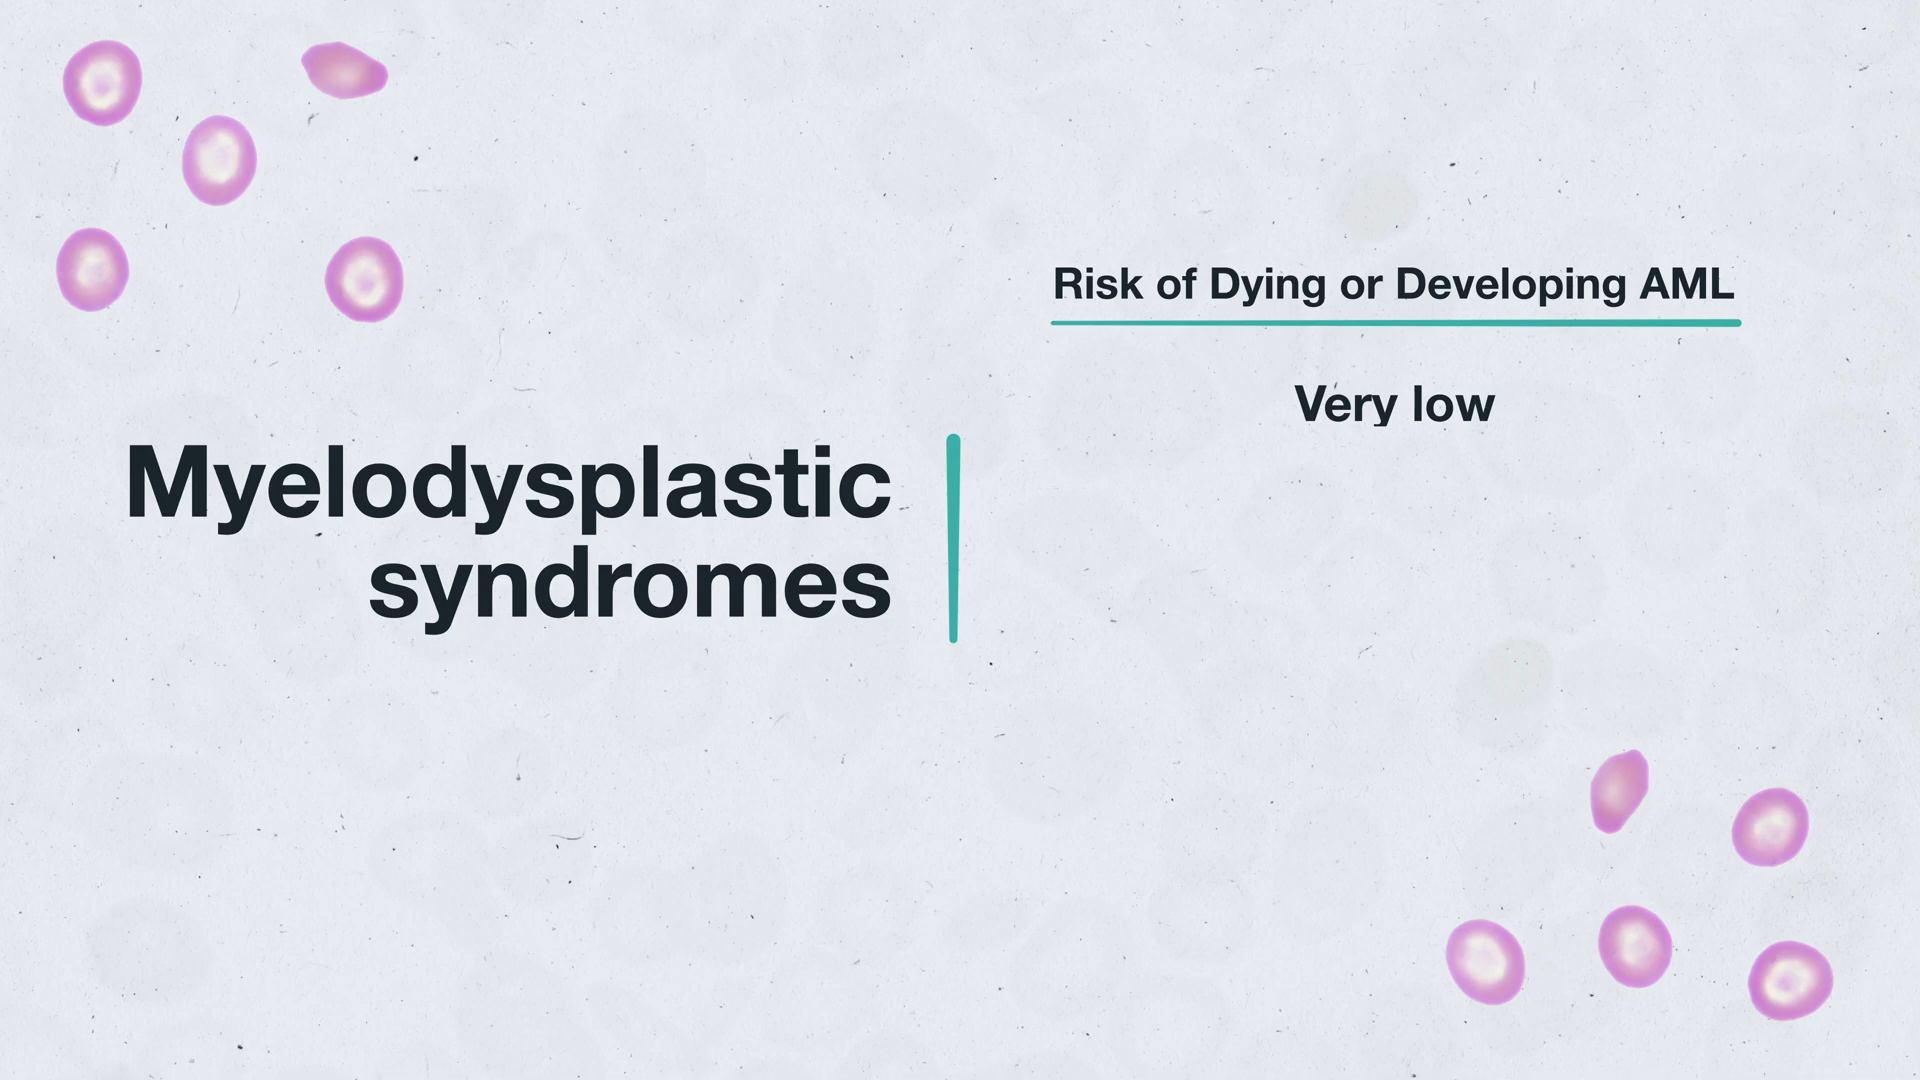 Myelodysplastic
syndromes
Risk of Dying or Developing AML
Very low